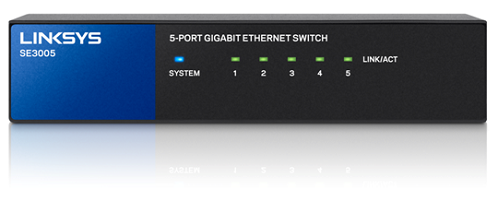 LINKSYS
SE3005
5-PORT GIGABIT ETHERNET SWITCH
SYSTEM 1 2 3 4 5 LINK/ACT